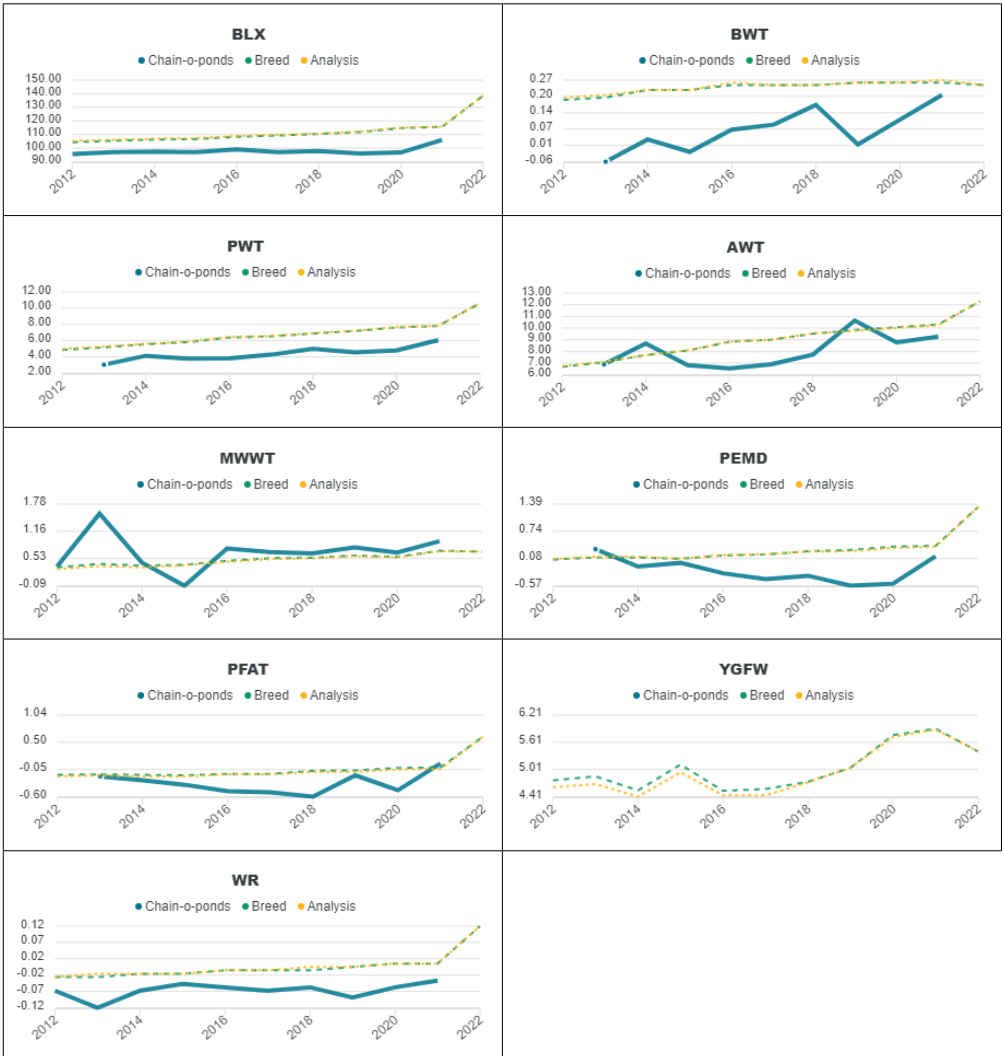 BLX
Chain-o-ponds Breed Analysis
150.00
140.00
130.00
120.00
110.00
100.00
90.00
2012 2014 2016 2018 2020 2022
BWT
Chain-o-ponds Breed Analysis
0.27
0.20
0.14
0.07
0.01
-0.06
2012 2014 2016 2018 2020 2022
PWT
Chain-o-ponds Breed Analysis
12.00
10.00
8.00
6.00
4.00
2.00
2012 2014 2016 2018 2020 2022
AWT
Chain-o-ponds Breed Analysis
13.00
12.00
11.00
10.00
9.00
8.00
7.00
6.00
2012 2014 2016 2018 2020 2022
MWWT
Chain-o-ponds Breed Analysis
1.78
1.16
0.53
-0.09
2012 2014 2016 2018 2020 2022
PEMD
Chain-o-ponds Breed Analysis
1.39
0.74
0.08
-0.57
2012 2014 2016 2018 2020 2022
PFAT
Chain-o-ponds Breed Analysis
1.04
0.50
-0.05
-0.60
2012 2014 2016 2018 2020 2022
YGFW
Chain-o-ponds Breed Analysis
6.21
5.61
5.01
4.41
2012 2014 2016 2018 2020 2022
WR
Chain-o-ponds Breed Analysis
0.12
0.07
0.02
-0.02
-0.07
-0.12
2012 2014 2016 2018 2020 2022